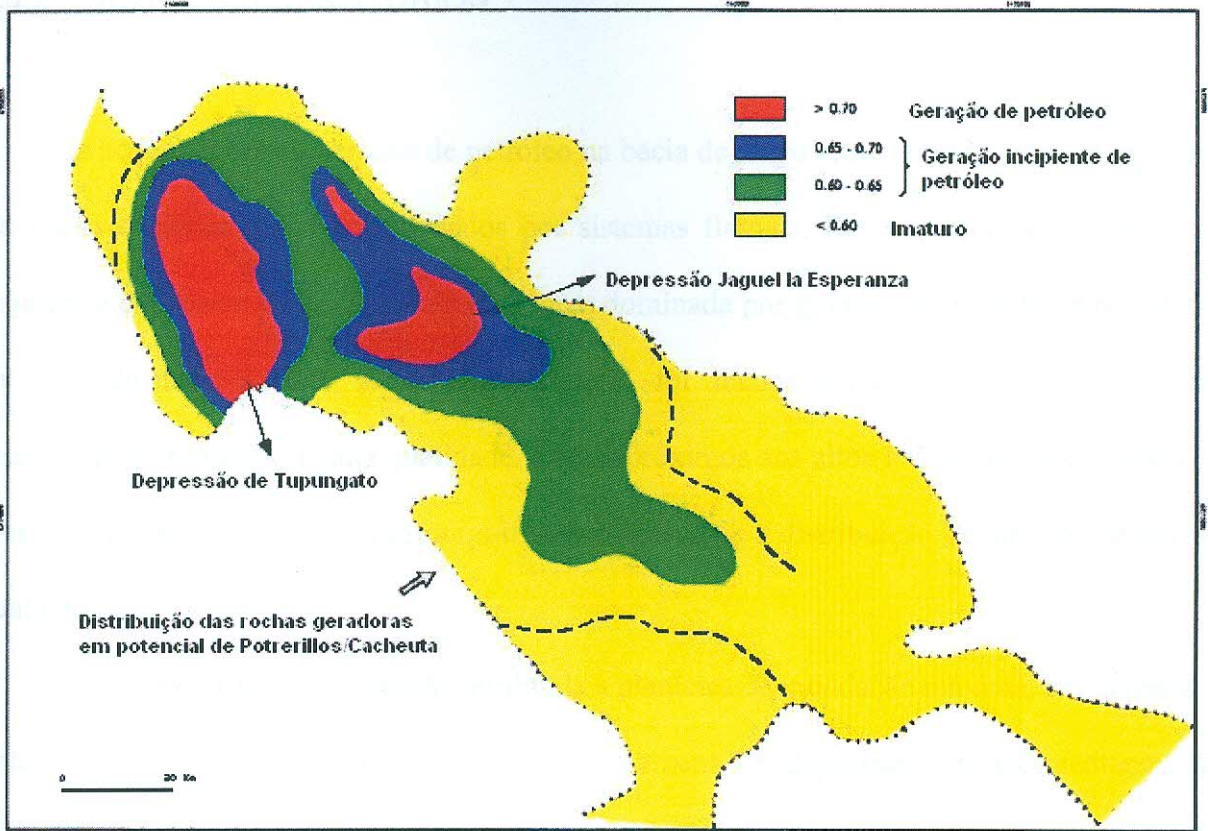 > 0.70 Geração de petróleo
0.65 - 0.70
Geração incipiente de
petróleo
0.60 - 0.65
< 0.60 Imaturo
Depressão Jaguel la Esperanza
Depressão de Tupungato
Distribuição das rochas geradoras
em potencial de Potrerillos/Cacheuta
0 20 Km